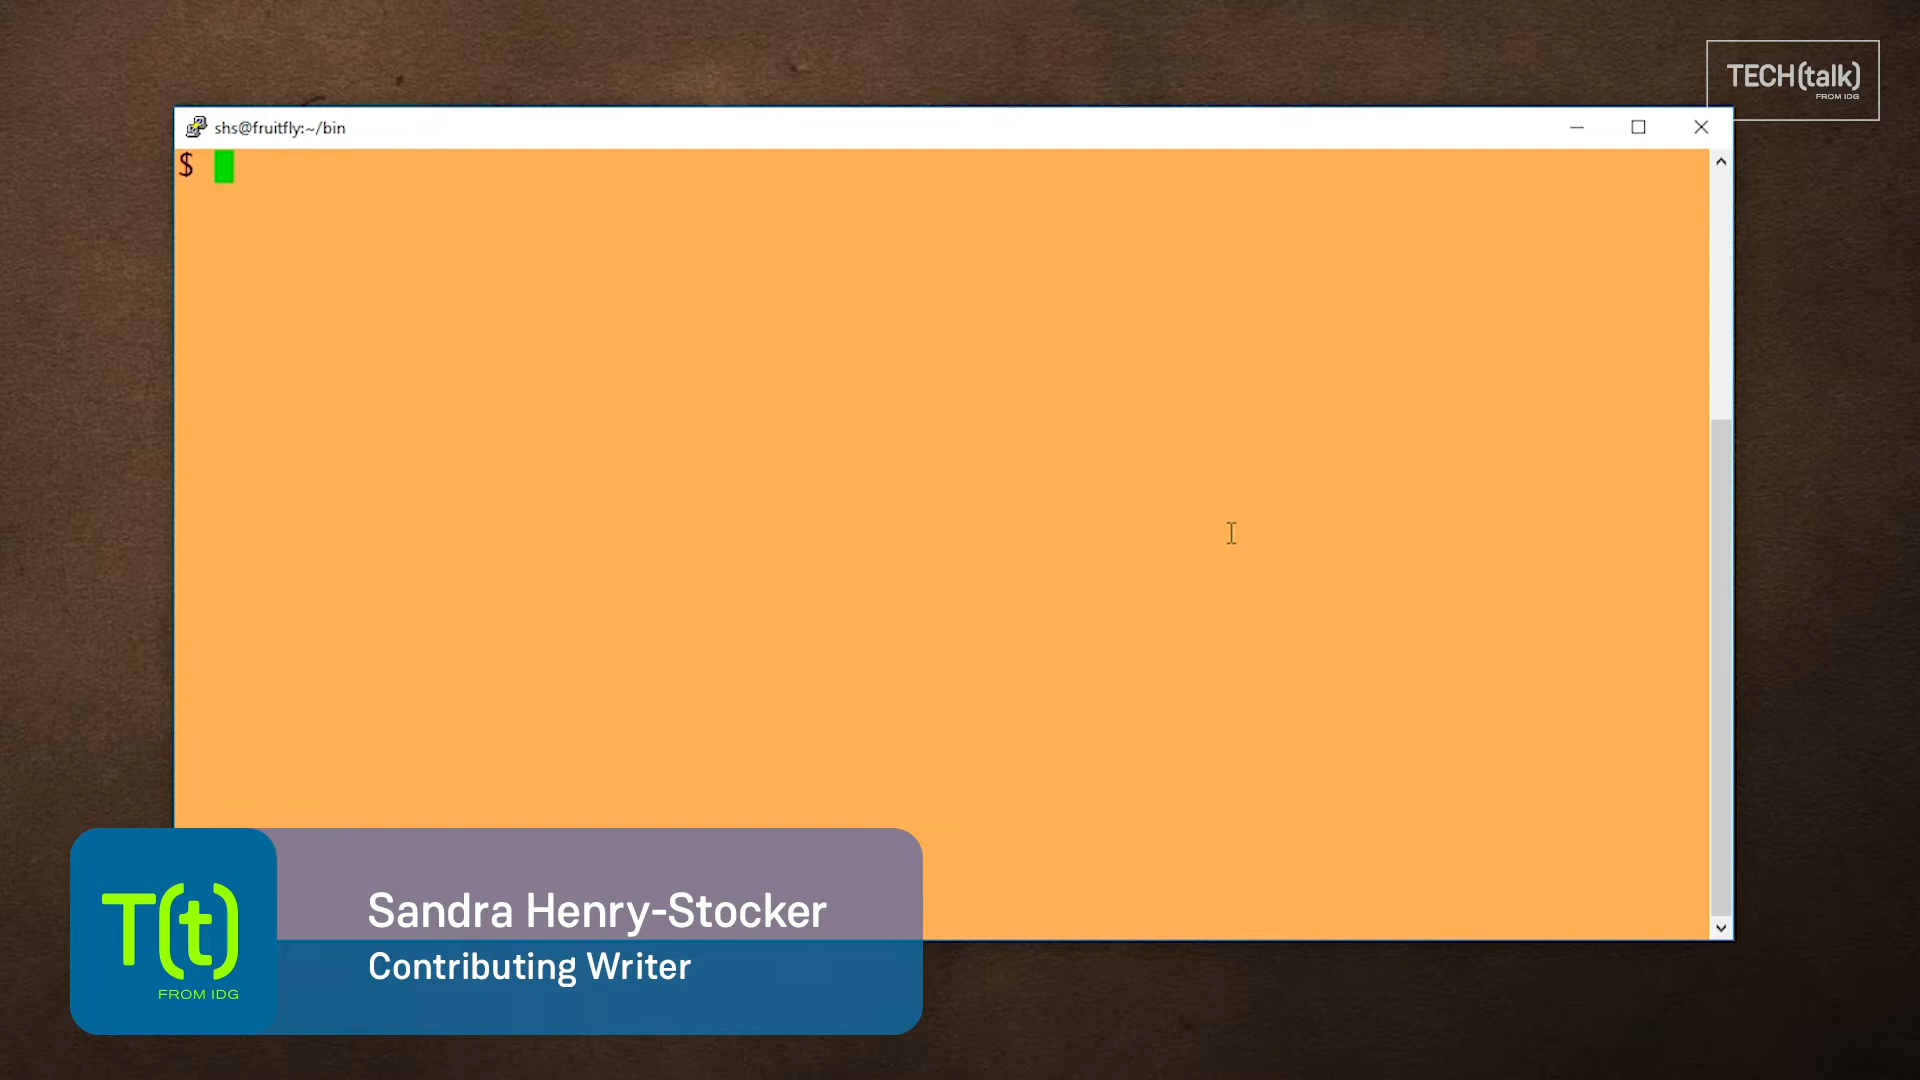 TECH(talk)
FROM IDG
shs@fruitfly:~/bin
$
T(t)
FROM IDG
Sandra Henry-Stocker
Contributing Writer